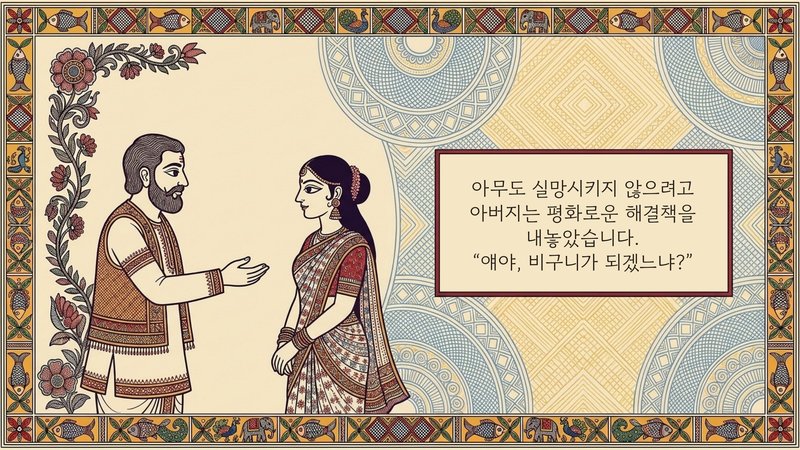 아무도 실망시키지 않으려고
아버지는 평화로운 해결책을
내놓았습니다.
“얘야, 비구니가 되겠느냐?”